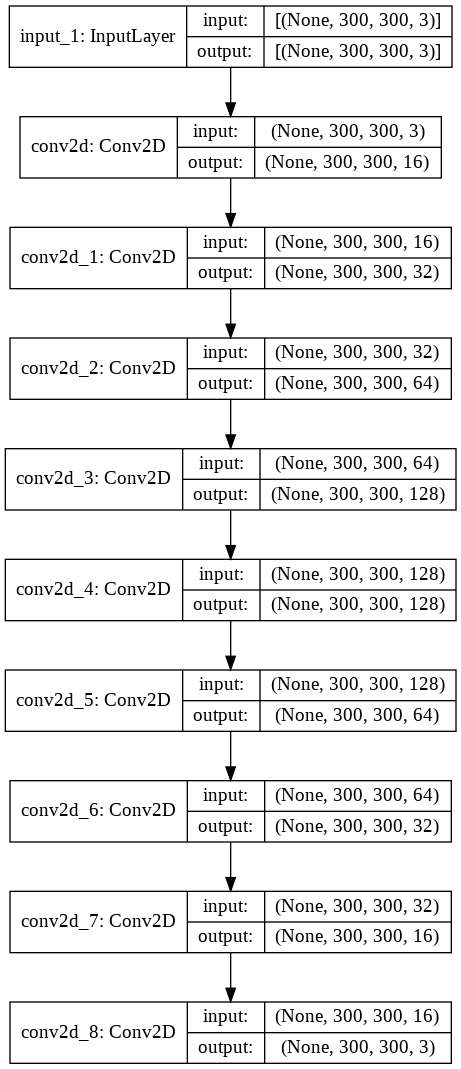 input_1: InputLayer
input: [(None, 300, 300, 3)]
output: [(None, 300, 300, 3)]
conv2d: Conv2D
input: (None, 300, 300, 3)
output: (None, 300, 300, 16)
conv2d_1: Conv2D
input: (None, 300, 300, 16)
output: (None, 300, 300, 32)
conv2d_2: Conv2D
input: (None, 300, 300, 32)
output: (None, 300, 300, 64)
conv2d_3: Conv2D
input: (None, 300, 300, 64)
output: (None, 300, 300, 128)
conv2d_4: Conv2D
input: (None, 300, 300, 128)
output: (None, 300, 300, 128)
conv2d_5: Conv2D
input: (None, 300, 300, 128)
output: (None, 300, 300, 64)
conv2d_6: Conv2D
input: (None, 300, 300, 64)
output: (None, 300, 300, 32)
conv2d_7: Conv2D
input: (None, 300, 300, 32)
output: (None, 300, 300, 16)
conv2d_8: Conv2D
input: (None, 300, 300, 16)
output: (None, 300, 300, 3)